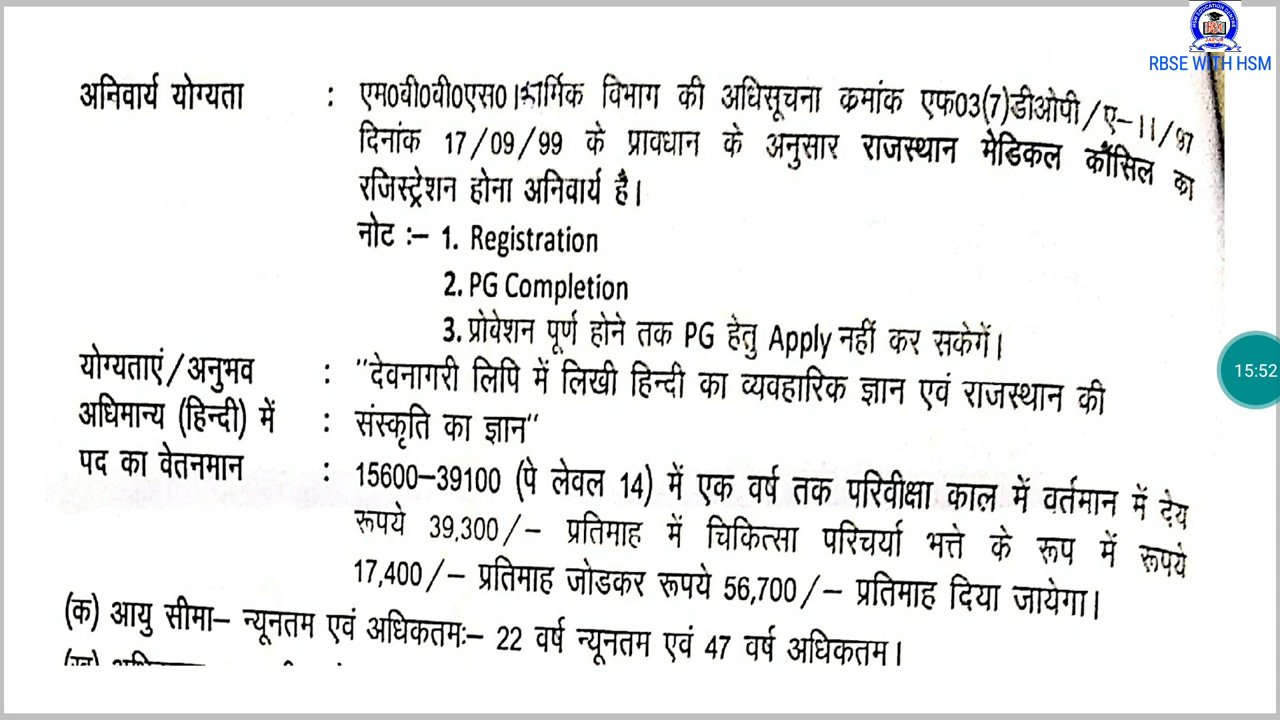 RBSE WITH HSM
अनिवार्य योग्यता : एम0बी0बी0एस0।कार्मिक विभाग की अधिसूचना क्रमांक एफ03(7)डीओपी/ए-11/97
दिनांक 17/09/99 के प्रावधान के अनुसार राजस्थान मेडिकल कौंसिल का
रजिस्ट्रेशन होना अनिवार्य है।
नोट :– 1. Registration
2. PG Completion
3. प्रोवेशन पूर्ण होने तक PG हेतु Apply नहीं कर सकेगें।
योग्यताएं/अनुभव : "देवनागरी लिपि में लिखी हिन्दी का व्यवहारिक ज्ञान एवं राजस्थान की
अधिमान्य (हिन्दी) में : संस्कृति का ज्ञान"
पद का वेतनमान : 15600–39100 (पे लेवल 14) में एक वर्ष तक परिवीक्षा काल में वर्तमान में देय
रूपये 39,300/– प्रतिमाह में चिकित्सा परिचर्या भत्ते के रूप में रूपये
17,400/– प्रतिमाह जोडकर रूपये 56,700/– प्रतिमाह दिया जायेगा।
(क) आयु सीमा– न्यूनतम एवं अधिकतमः– 22 वर्ष न्यूनतम एवं 47 वर्ष अधिकतम।
15:52